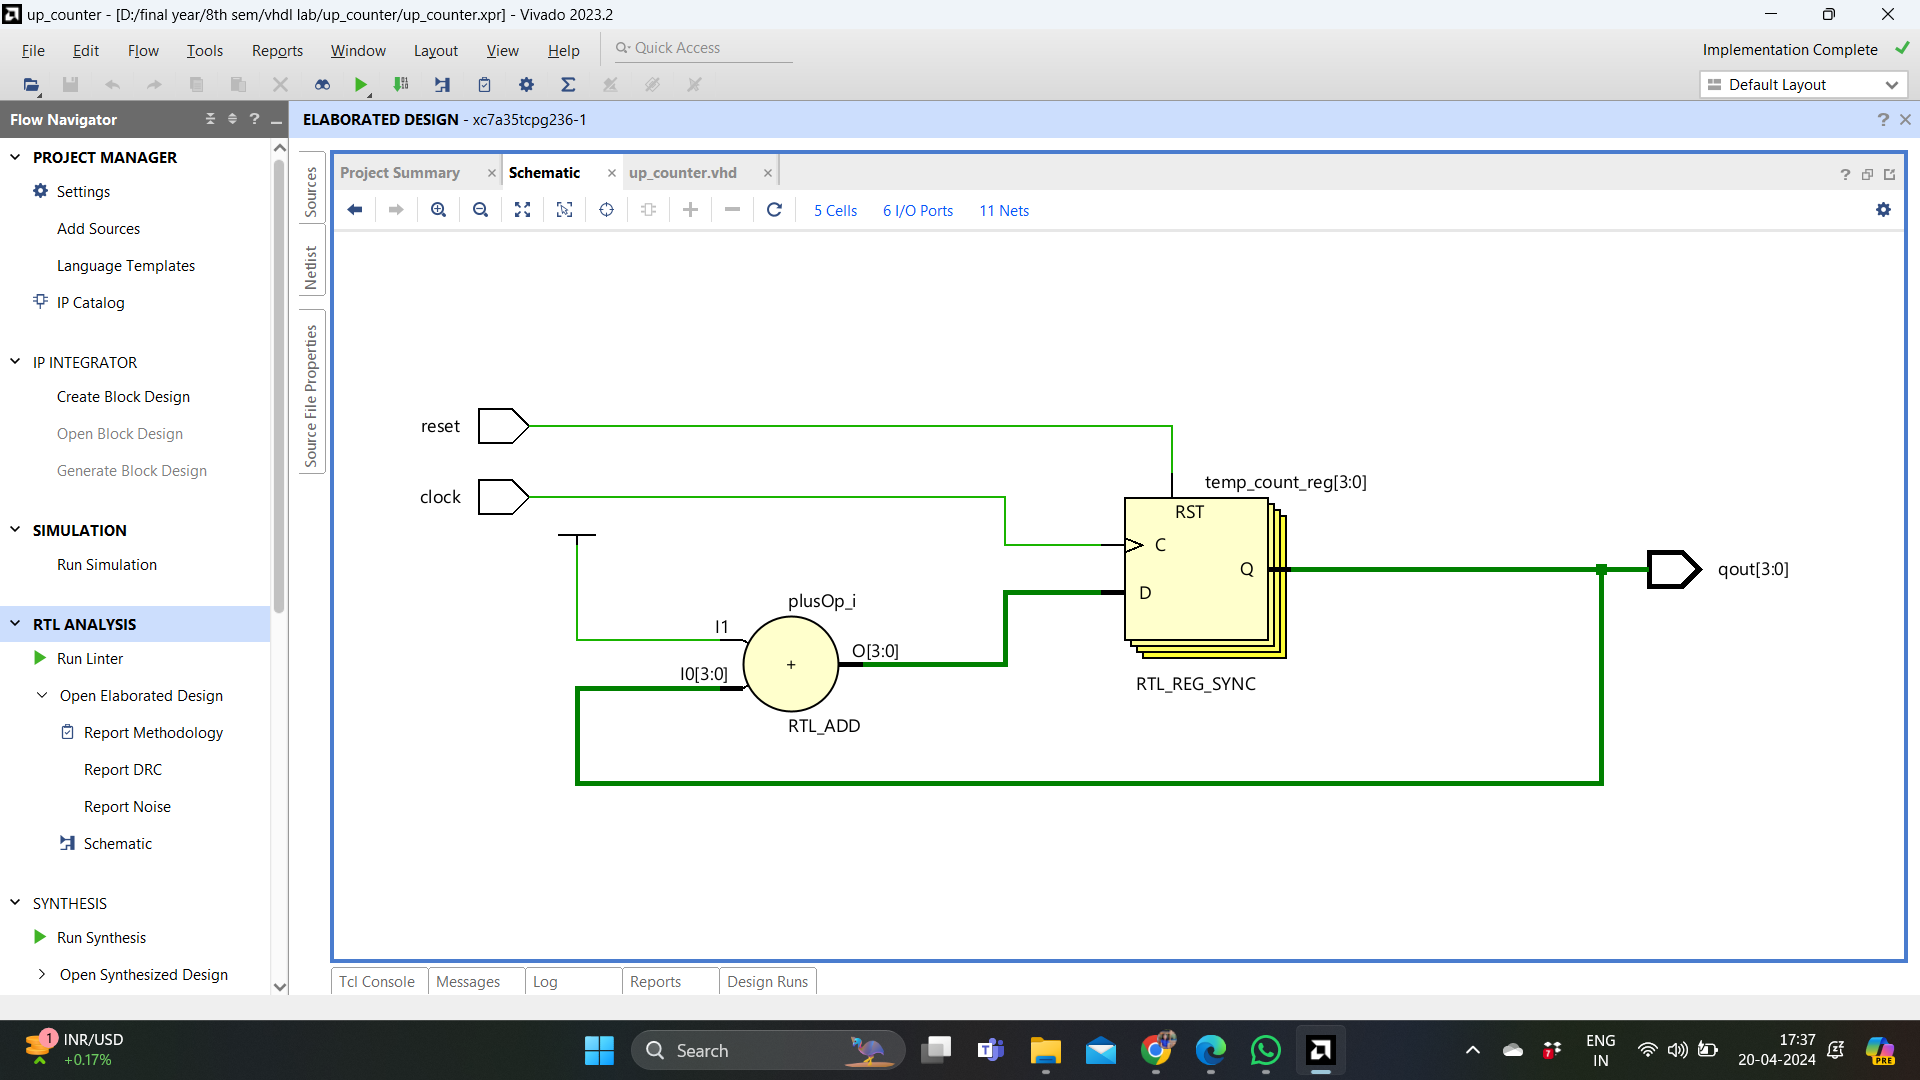 up_counter - [D:/final year/8th sem/vhdl lab/up_counter/up_counter.xpr] - Vivado 2023.2
File Edit Flow Tools Reports Window Layout View Help Quick Access
Implementation Complete
Default Layout
Flow Navigator
ELABORATED DESIGN - xc7a35tcpg236-1
PROJECT MANAGER
Settings
Add Sources
Language Templates
IP Catalog
IP INTEGRATOR
Create Block Design
Open Block Design
Generate Block Design
SIMULATION
Run Simulation
RTL ANALYSIS
Run Linter
Open Elaborated Design
Report Methodology
Report DRC
Report Noise
Schematic
SYNTHESIS
Run Synthesis
Open Synthesized Design
Sources
Netlist
Source File Properties
Project Summary
Schematic
up_counter.vhd
5 Cells 6 I/O Ports 11 Nets
reset
clock
plusOp_i
I1
I0[3:0]
+
O[3:0]
RTL_ADD
temp_count_reg[3:0]
RST
C
Q
D
RTL_REG_SYNC
qout[3:0]
Tcl Console Messages Log Reports Design Runs
1
INR/USD
+0.17%
Search
7
ENG
IN
17:37
20-04-2024
PRE